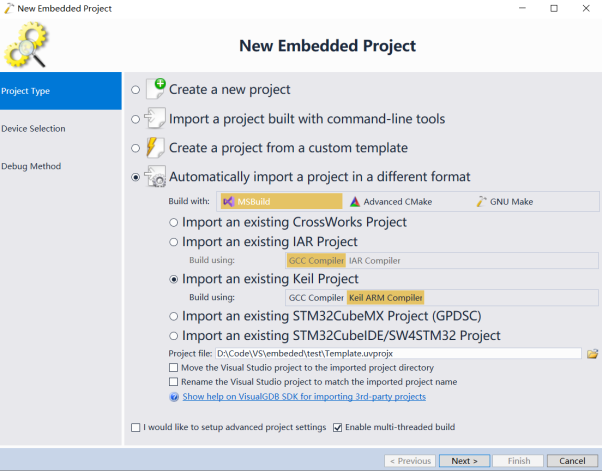 New Embedded Project
New Embedded Project
Project Type
Device Selection
Debug Method
Create a new project
Import a project built with command-line tools
Create a project from a custom template
Automatically import a project in a different format
Build with: MSBuild Advanced CMake GNU Make
Import an existing CrossWorks Project
Import an existing IAR Project
Build using: GCC Compiler IAR Compiler
Import an existing Keil Project
Build using: GCC Compiler Keil ARM Compiler
Import an existing STM32CubeMX Project (GPDSC)
Import an existing STM32CubeIDE/SW4STM32 Project
Project file: D:\Code\VS\embeded\test\Template.uvprojx
Move the Visual Studio project to the imported project directory
Rename the Visual Studio project to match the imported project name
Show help on VisualGDB SDK for importing 3rd-party projects
I would like to setup advanced project settings Enable multi-threaded build
< Previous Next > Finish Cancel